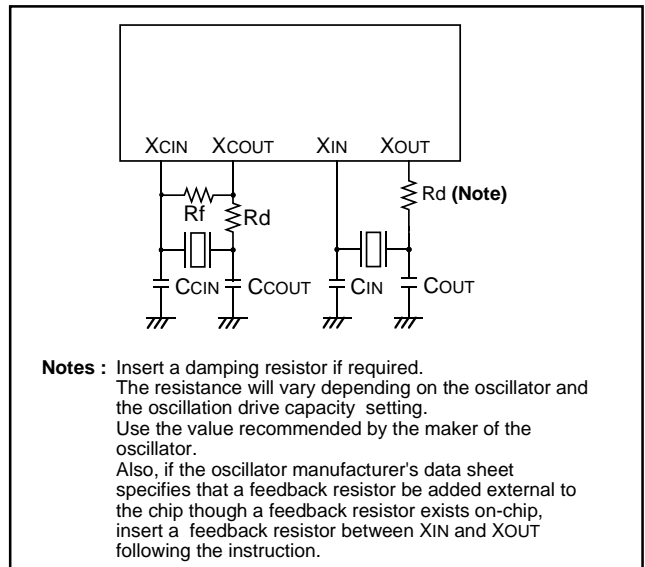 XCIN XCOUT XIN XOUT
Rf Rd Rd (Note)
CCIN CCOUT CIN COUT
Notes : Insert a damping resistor if required.
The resistance will vary depending on the oscillator and
the oscillation drive capacity setting.
Use the value recommended by the maker of the
oscillator.
Also, if the oscillator manufacturer's data sheet
specifies that a feedback resistor be added external to
the chip though a feedback resistor exists on-chip,
insert a feedback resistor between XIN and XOUT
following the instruction.